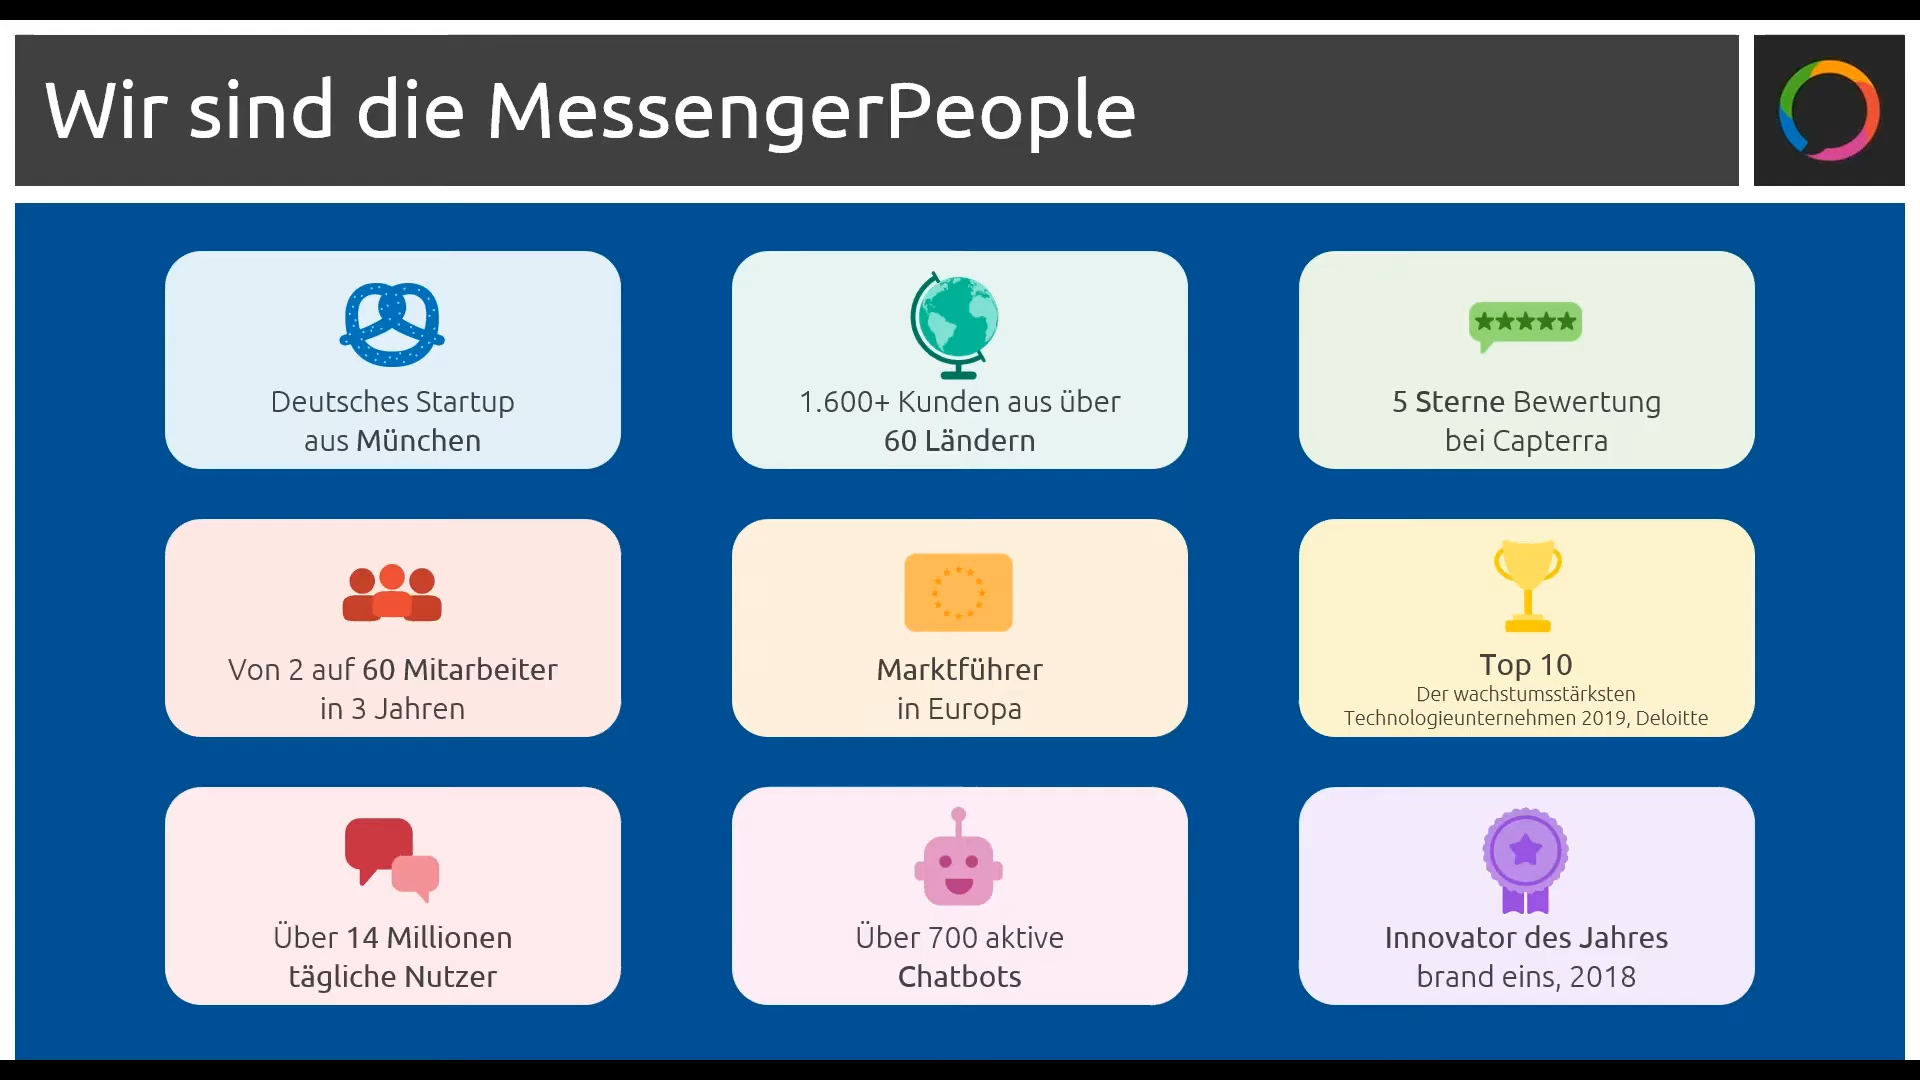 Wir sind die MessengerPeople
Deutsches Startup
aus München
1.600+ Kunden aus über
60 Ländern
5 Sterne Bewertung
bei Capterra
Von 2 auf 60 Mitarbeiter
in 3 Jahren
Marktführer
in Europa
Top 10
Der wachstumsstärksten
Technologieunternehmen 2019, Deloitte
Über 14 Millionen
tägliche Nutzer
Über 700 aktive
Chatbots
Innovator des Jahres
brand eins, 2018